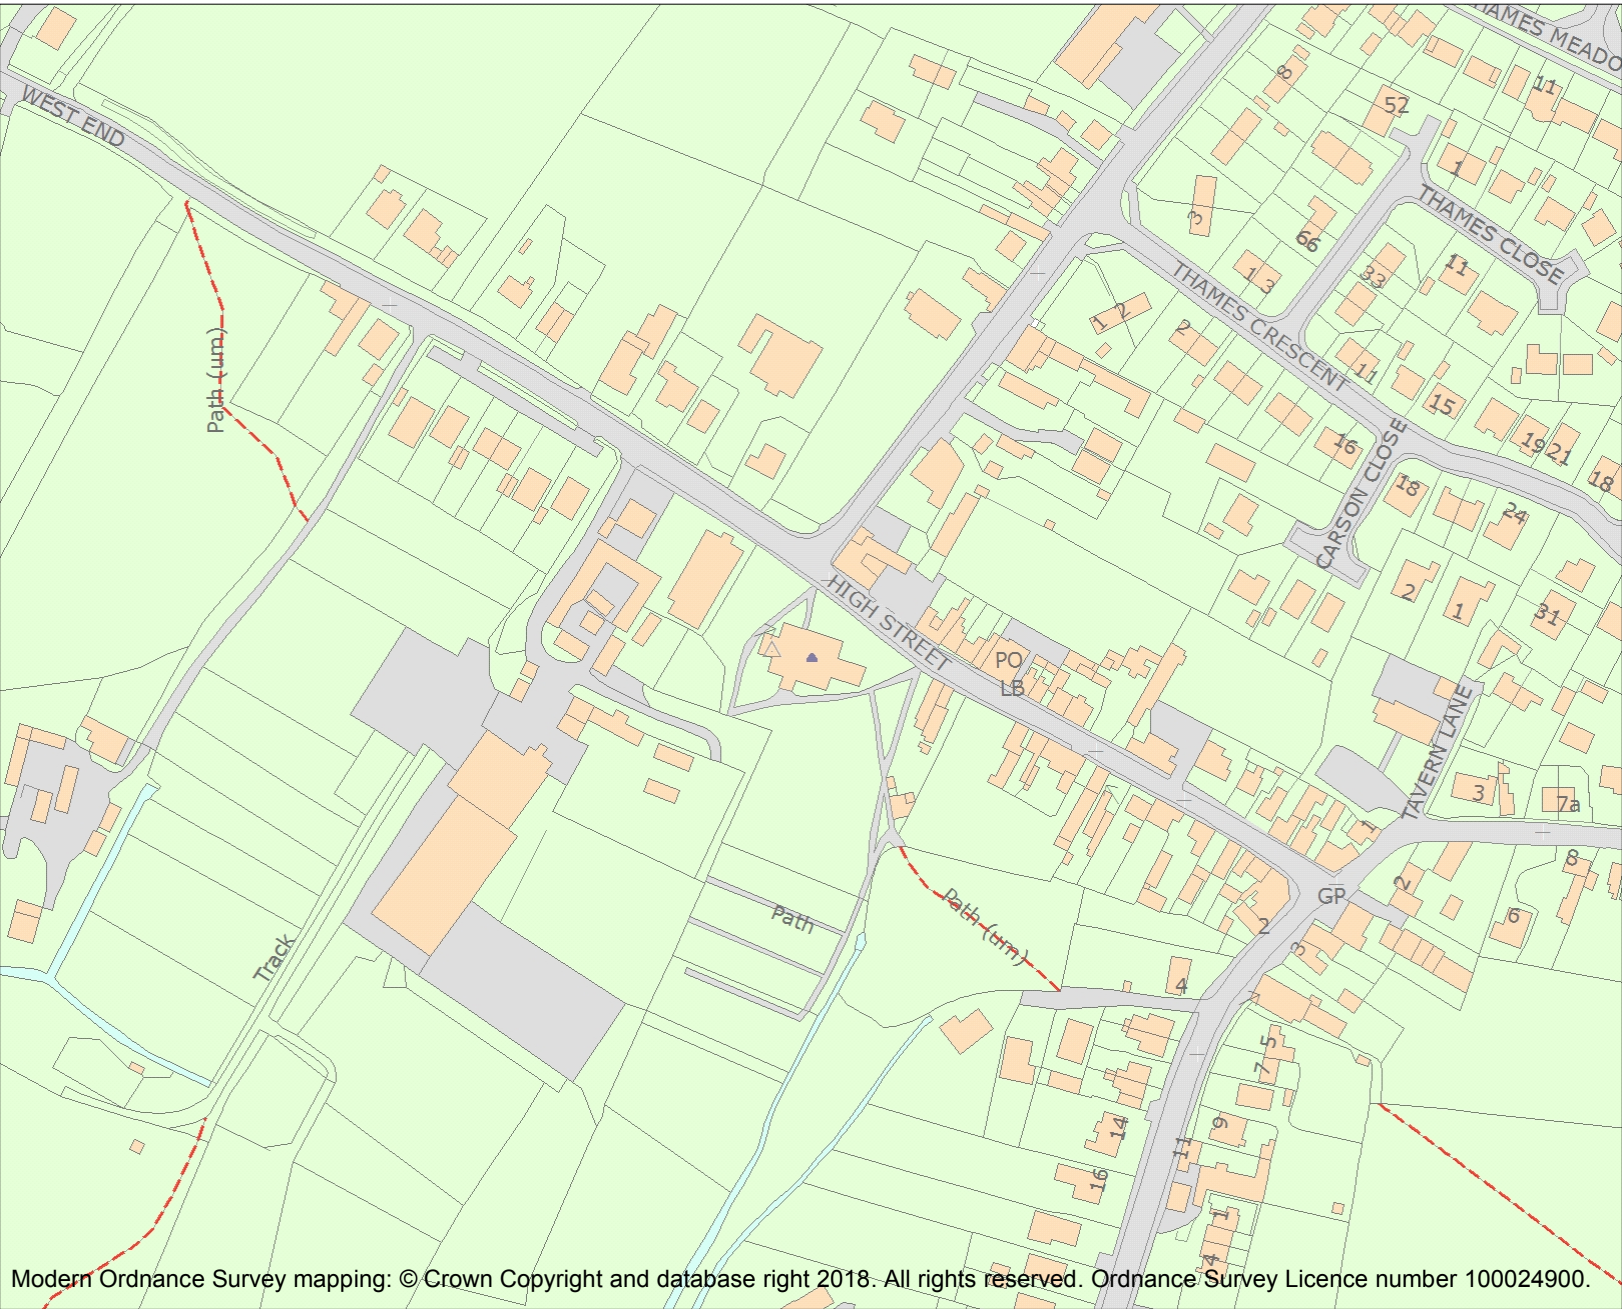 THAMES MEADO
WEST END
8
11
52
1
THAMES CLOSE
3
66
11
1 3
33
THAMES CRESCENT
1 2
2
Path (um)
11
15
16
19 21
18
CARSON CLOSE
18
24
HIGH STREET
2
1
31
PO
LB
TAVERN LANE
3
7a
1
8
2
GP
6
2
3
Path
Path (um)
Track
4
7
5
7
14
9
11
16
1
4
Modern Ordnance Survey mapping: © Crown Copyright and database right 2018. All rights reserved. Ordnance Survey Licence number 100024900.